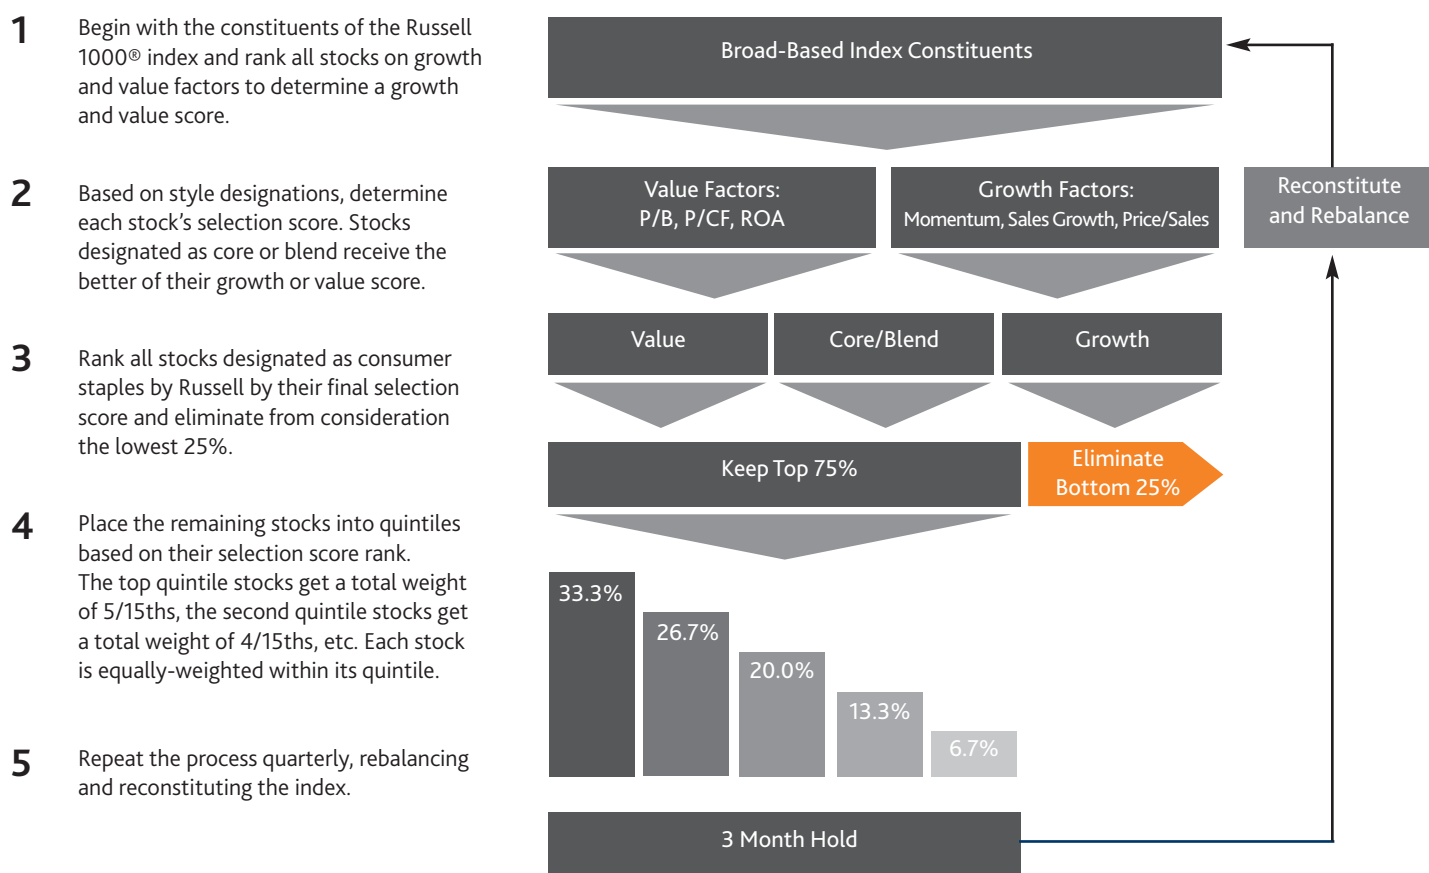 1
Begin with the constituents of the Russell
1000® index and rank all stocks on growth
and value factors to determine a growth
and value score.
2
Based on style designations, determine
each stock’s selection score. Stocks
designated as core or blend receive the
better of their growth or value score.
3
Rank all stocks designated as consumer
staples by Russell by their final selection
score and eliminate from consideration
the lowest 25%.
4
Place the remaining stocks into quintiles
based on their selection score rank.
The top quintile stocks get a total weight
of 5/15ths, the second quintile stocks get
a total weight of 4/15ths, etc. Each stock
is equally-weighted within its quintile.
5
Repeat the process quarterly, rebalancing
and reconstituting the index.
Broad-Based Index Constituents
Value Factors:
P/B, P/CF, ROA
Growth Factors:
Momentum, Sales Growth, Price/Sales
Reconstitute
and Rebalance
Value
Core/Blend
Growth
Keep Top 75%
Eliminate
Bottom 25%
33.3%
26.7%
20.0%
13.3%
6.7%
3 Month Hold